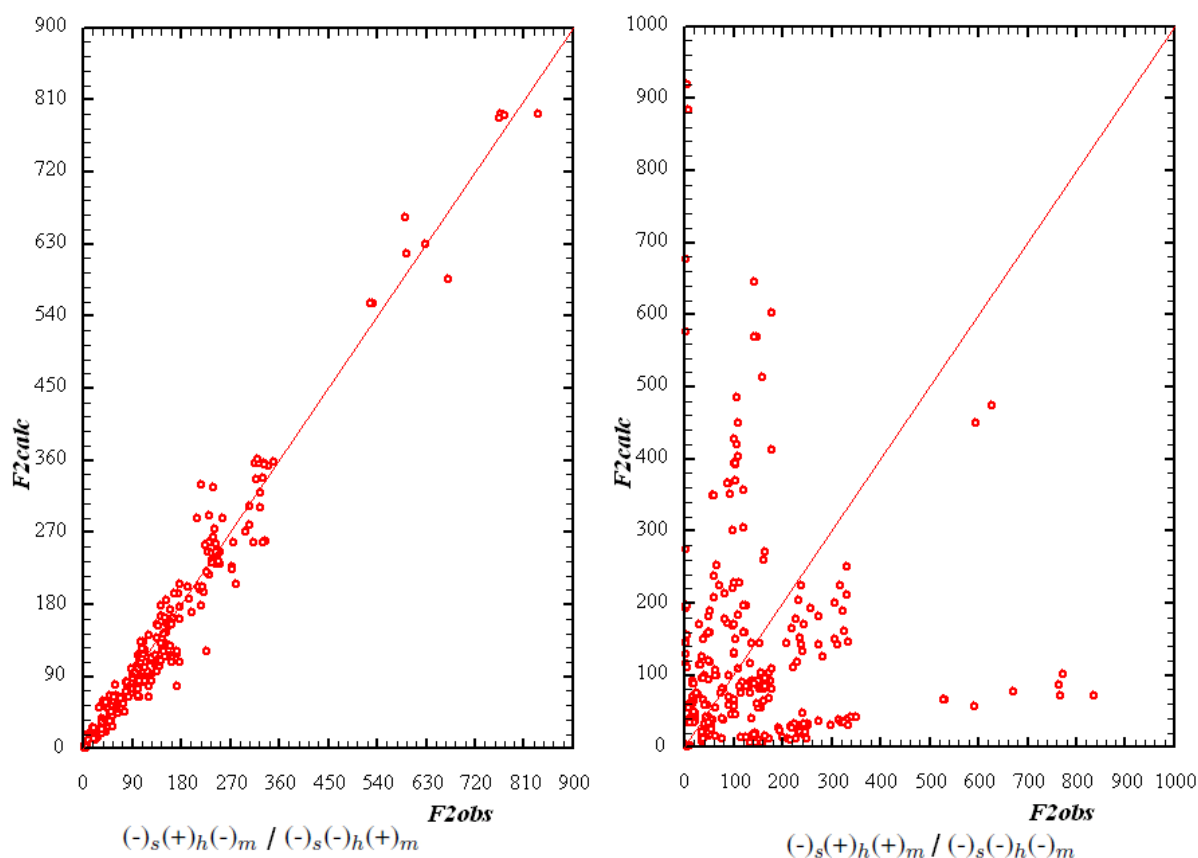 900
810
720
630
540
450
360
270
180
90
0
F2calc
0 90 180 270 360 450 540 630 720 810 900
F2obs
(-)s(+)h(-)m / (-)s(-)h(+)m
1000
900
800
700
600
500
400
300
200
100
0
F2calc
0 100 200 300 400 500 600 700 800 900 1000
F2obs
(-)s(+)h(+)m / (-)s(-)h(-)m